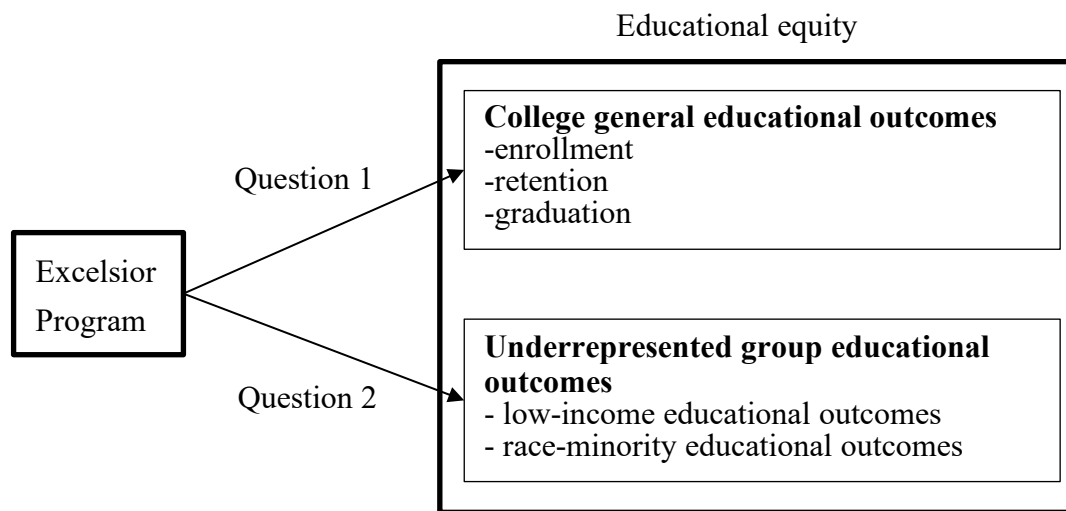 Educational equity
College general educational outcomes
-enrollment
-retention
-graduation
Question 1
Excelsior
Program
Question 2
Underrepresented group educational
outcomes
- low-income educational outcomes
- race-minority educational outcomes